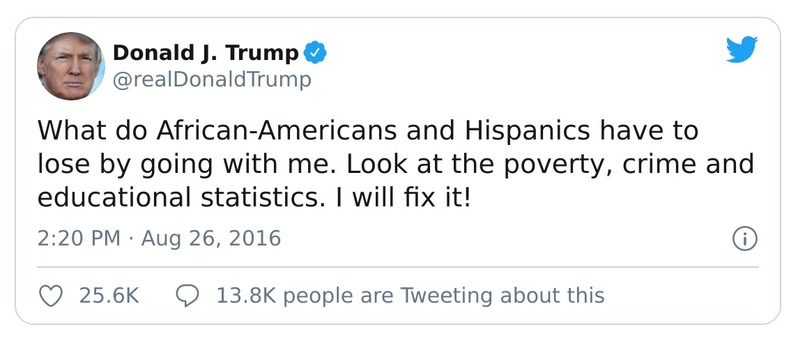 Donald J. Trump
@realDonaldTrump
What do African-Americans and Hispanics have to
lose by going with me. Look at the poverty, crime and
educational statistics. I will fix it!
2:20 PM · Aug 26, 2016
25.6K 13.8K people are Tweeting about this